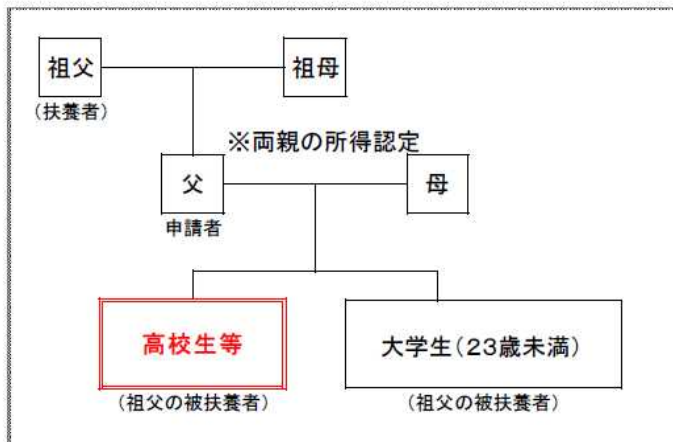 祖父
祖母
(扶養者)
※両親の所得認定
父
母
申請者
高校生等
大学生(23歳未満)
(祖父の被扶養者)
(祖父の被扶養者)